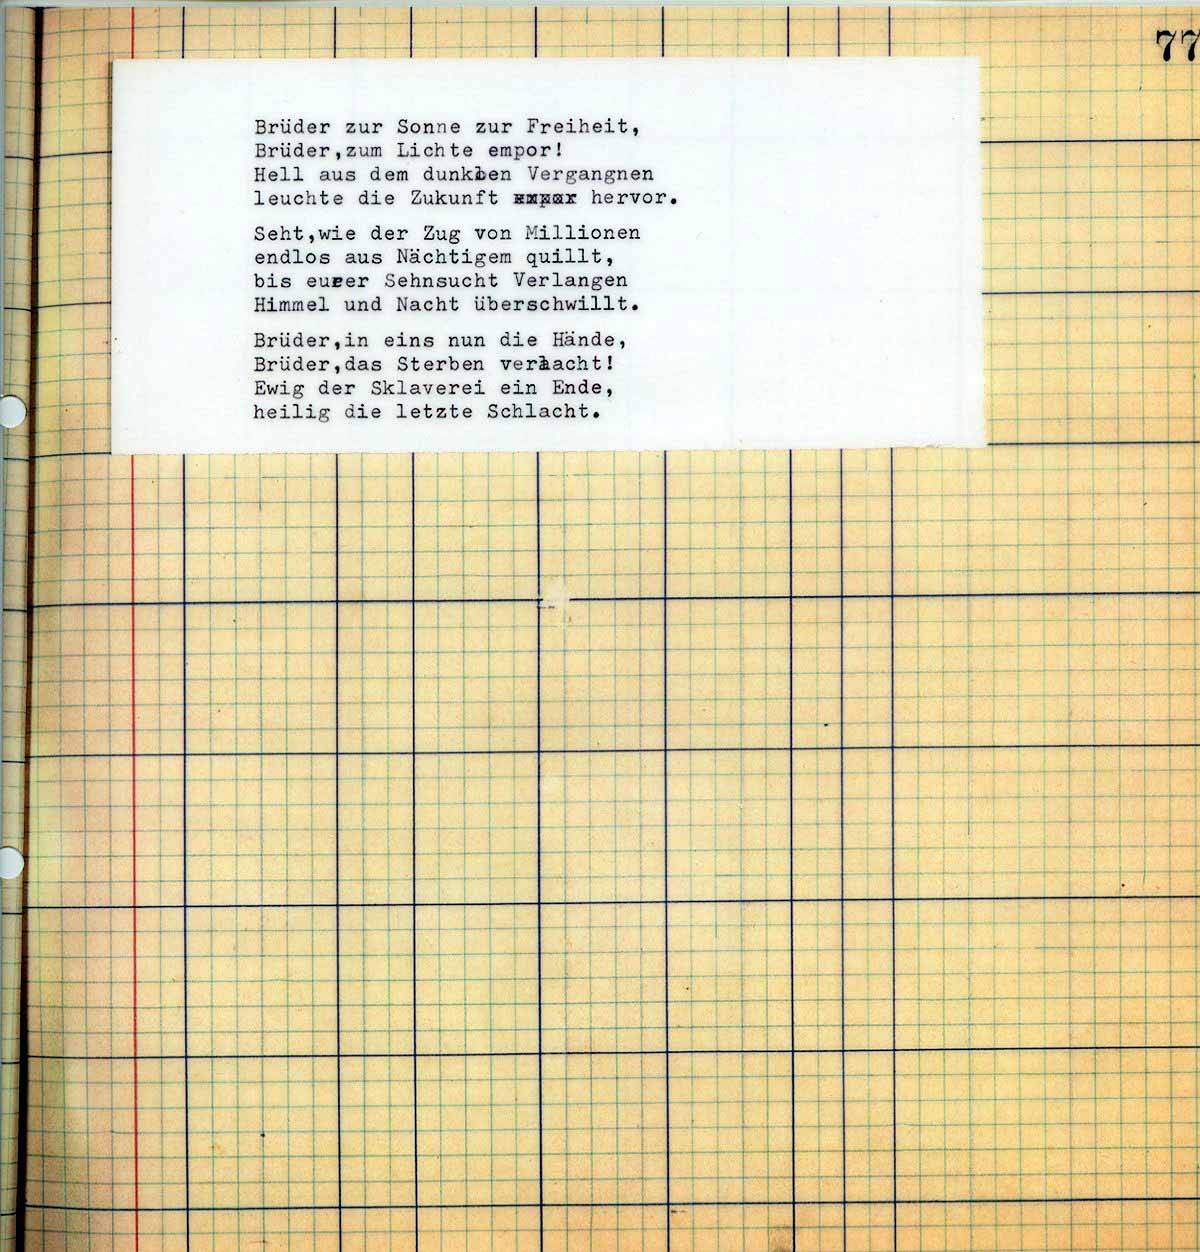 77
Brüder zur Sonne zur Freiheit,
Brüder,zum Lichte empor!
Hell aus dem dunklen Vergangnen
leuchte die Zukunft empor hervor.
Seht,wie der Zug von Millionen
endlos aus Nächtigem quillt,
bis eurer Sehnsucht Verlangen
Himmel und Nacht überschwillt.
Brüder,in eins nun die Hände,
Brüder,das Sterben verlacht!
Ewig der Sklaverei ein Ende,
heilig die letzte Schlacht.